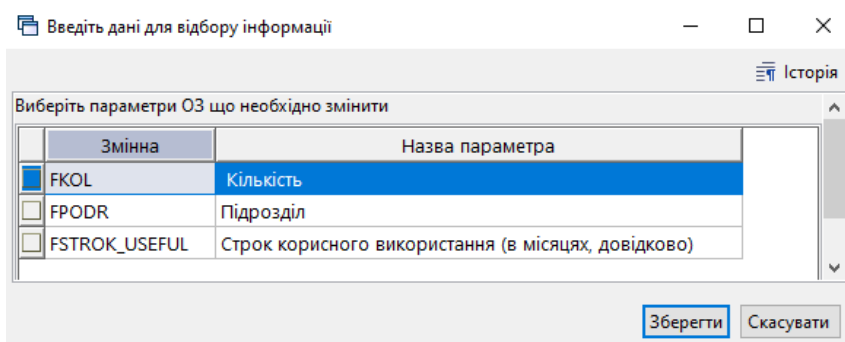 Введіть дані для відбору інформації
Історія
Виберіть параметри ОЗ що необхідно змінити
Змінна Назва параметра
FKOL Кількість
FPODR Підрозділ
FSTROK_USEFUL Строк корисного використання (в місяцях, довідково)
Зберегти Скасувати